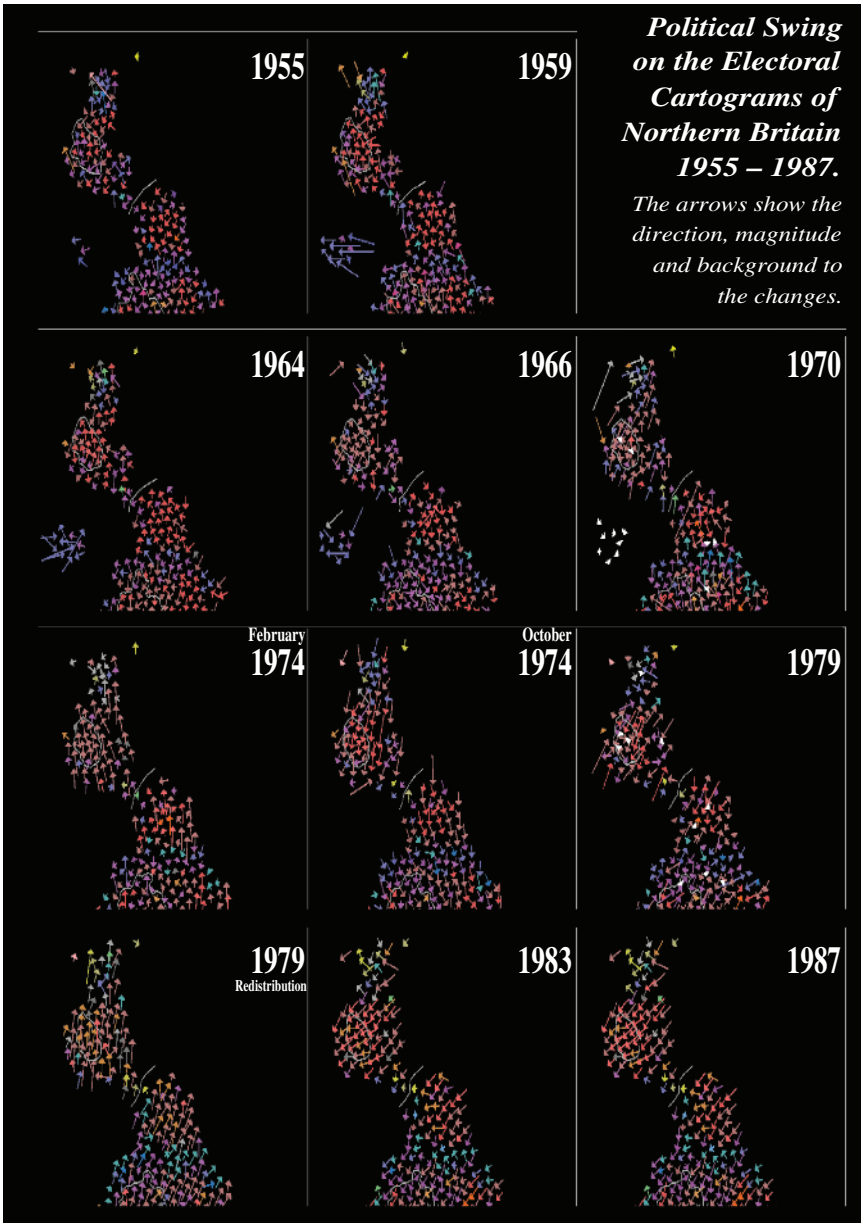 Political Swing
on the Electoral
Cartograms of
Northern Britain
1955 – 1987.
The arrows show the
direction, magnitude
and background to
the changes.
1955
1959
1964
1966
1970
February
1974
October
1974
1979
1979
Redistribution
1983
1987